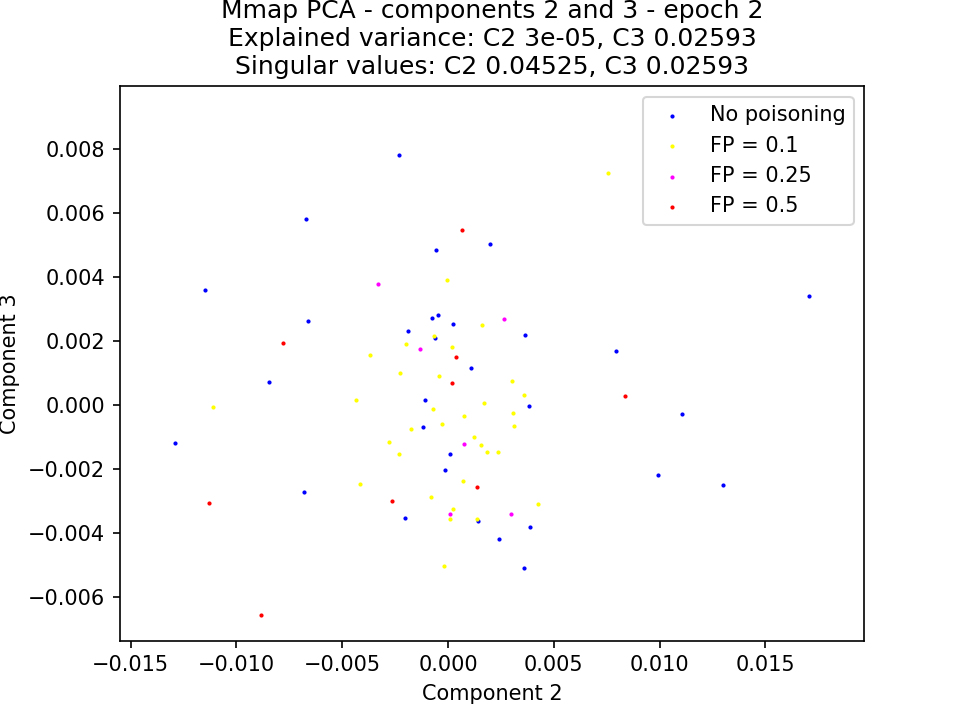 Mmap PCA - components 2 and 3 - epoch 2
Explained variance: C2 3e-05, C3 0.02593
Singular values: C2 0.04525, C3 0.02593
No poisoning
FP = 0.1
FP = 0.25
FP = 0.5
0.008
0.006
0.004
0.002
0.000
−0.002
−0.004
−0.006
Component 3
−0.015 −0.010 −0.005 0.000 0.005 0.010 0.015
Component 2